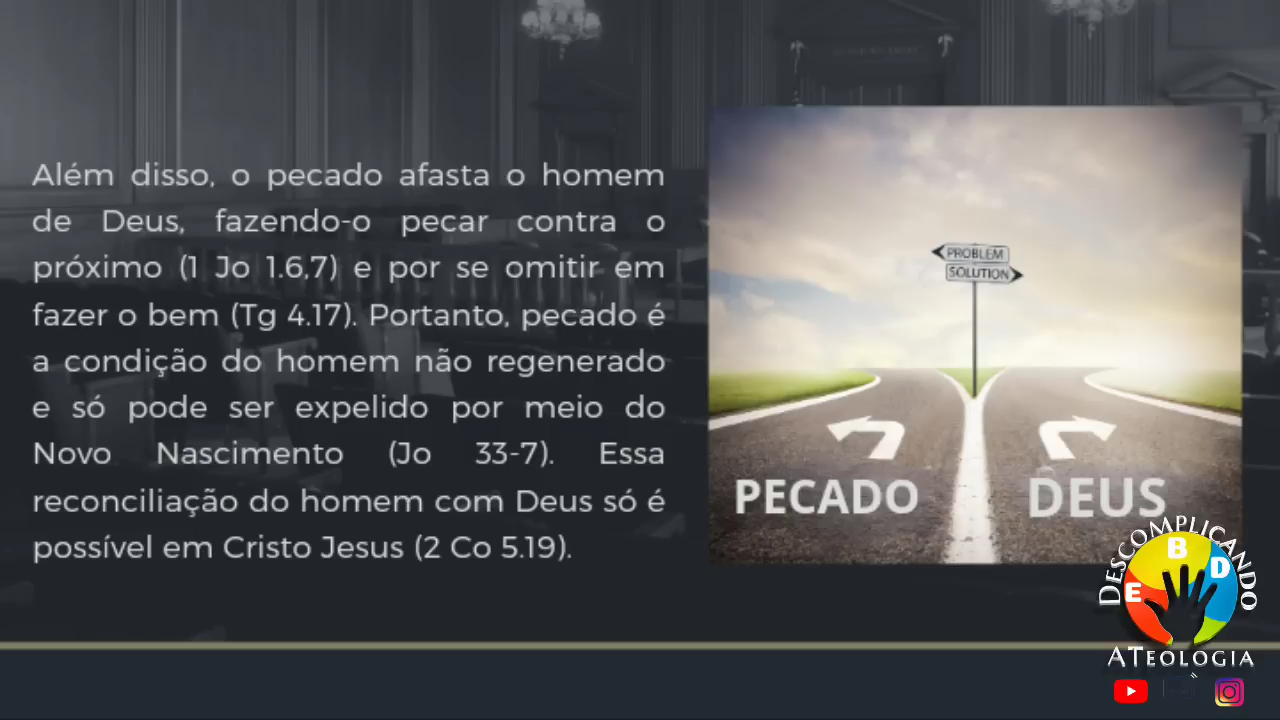 Além disso, o pecado afasta o homem
de Deus, fazendo-o pecar contra o
próximo (1 Jo 1.6,7) e por se omitir em
fazer o bem (Tg 4.17). Portanto, pecado é
a condição do homem não regenerado
e só pode ser expelido por meio do
Novo Nascimento (Jo 33-7). Essa
reconciliação do homem com Deus só é
possível em Cristo Jesus (2 Co 5.19).
PROBLEM
SOLUTION
PECADO
DEUS
DESCOMPLICANDO
E B D
ATEOLOGIA